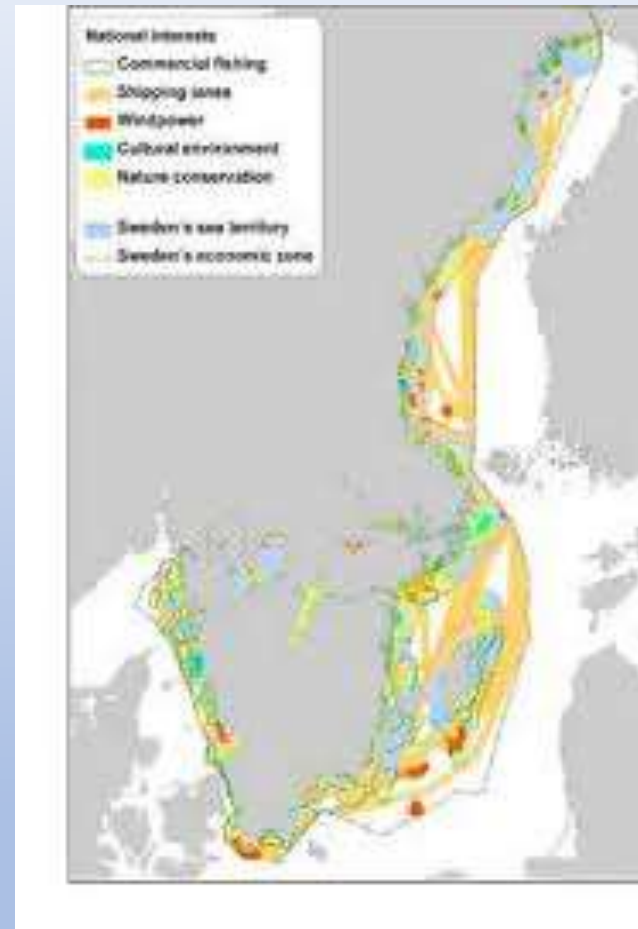 National interests
Commercial fishing
Shipping lanes
Windpower
Cultural environment
Nature conservation
Sweden's sea territory
Sweden's economic zone